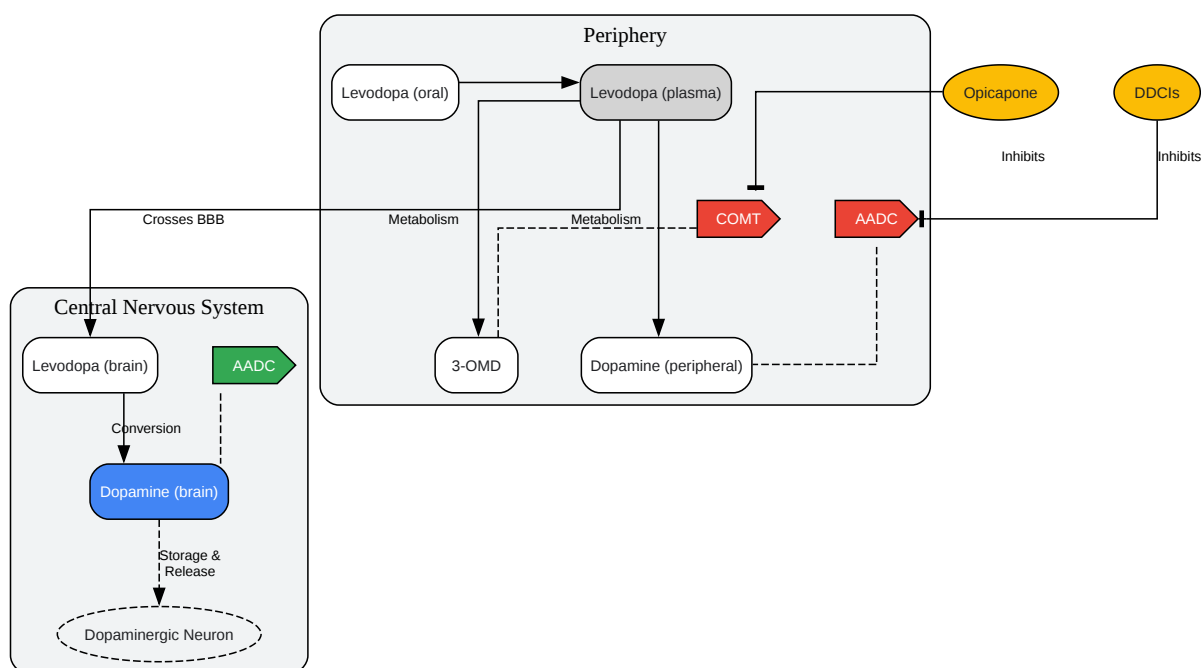 Periphery
Levodopa (oral)
Levodopa (plasma)
Opicapone
DDCIs
Inhibits
Inhibits
Crosses BBB
Metabolism
Metabolism
COMT
AADC
Central Nervous System
Levodopa (brain)
AADC
3-OMD
Dopamine (peripheral)
Conversion
Dopamine (brain)
Storage &
Release
Dopaminergic Neuron